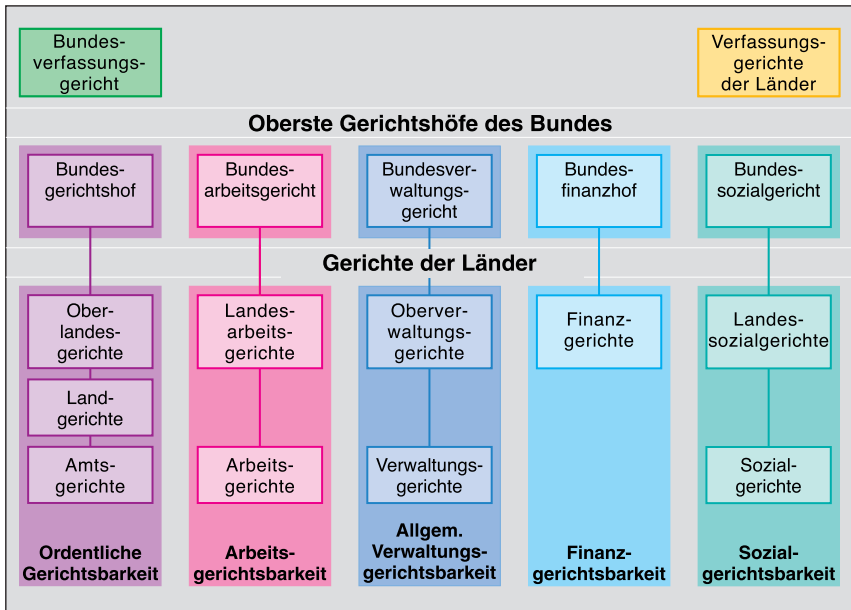 Bundes-
verfassungs-
gericht
Verfassungs-
gerichte
der Länder
Oberste Gerichtshöfe des Bundes
Bundes-
gerichtshof
Bundes-
arbeitsgericht
Bundesver-
waltungs-
gericht
Bundes-
finanzhof
Bundes-
sozialgericht
Gerichte der Länder
Ober-
landes-
gerichte
Landes-
arbeits-
gerichte
Oberver-
waltungs-
gerichte
Finanz-
gerichte
Landes-
sozialgerichte
Land-
gerichte
Amts-
gerichte
Arbeits-
gerichte
Verwaltungs-
gerichte
Sozial-
gerichte
Ordentliche
Gerichtsbarkeit
Arbeits-
gerichtsbarkeit
Allgem.
Verwaltungs-
gerichtsbarkeit
Finanz-
gerichtsbarkeit
Sozial-
gerichtsbarkeit